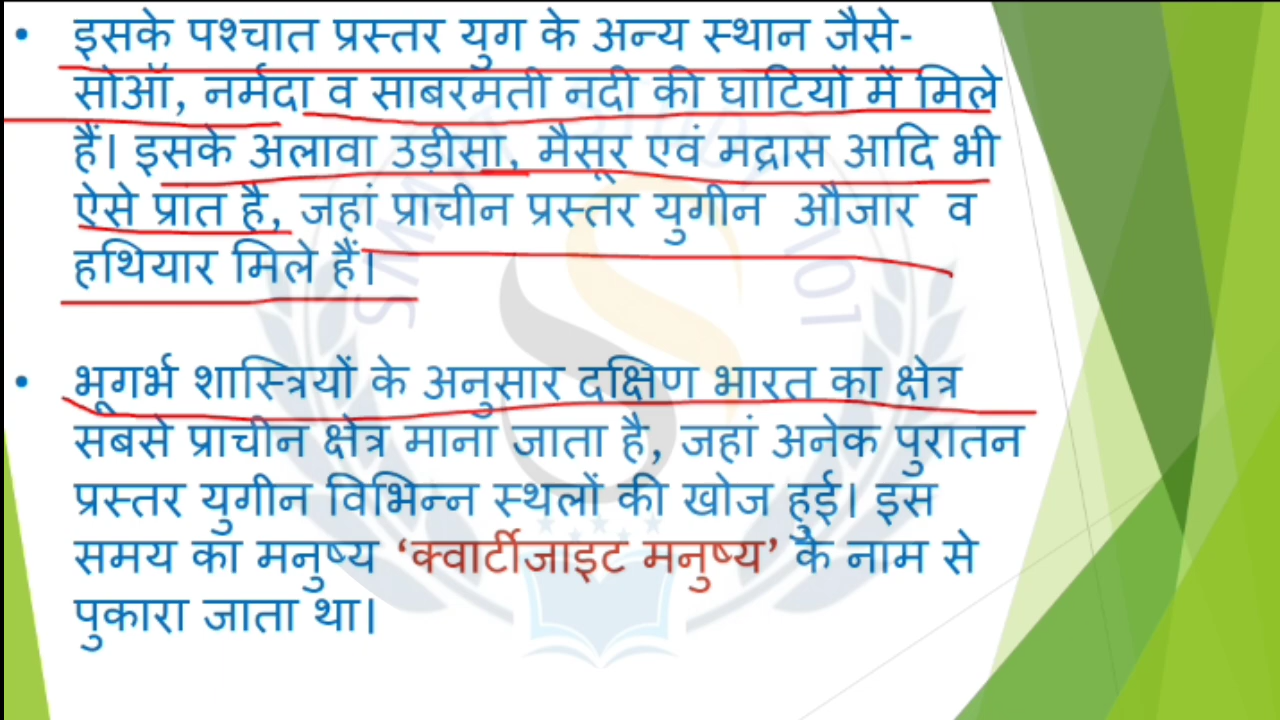 • इसके पश्चात प्रस्तर युग के अन्य स्थान जैसे-
सोऑ, नर्मदा व साबरमती नदी की घाटियों में मिले
हैं। इसके अलावा उड़ीसा, मैसूर एवं मद्रास आदि भी
ऐसे प्रांत है, जहां प्राचीन प्रस्तर युगीन औजार व
हथियार मिले हैं।
• भूगर्भ शास्त्रियों के अनुसार दक्षिण भारत का क्षेत्र
सबसे प्राचीन क्षेत्र माना जाता है, जहां अनेक पुरातन
प्रस्तर युगीन विभिन्न स्थलों की खोज हुई। इस
समय का मनुष्य ‘क्वार्टीजाइट मनुष्य’ के नाम से
पुकारा जाता था।